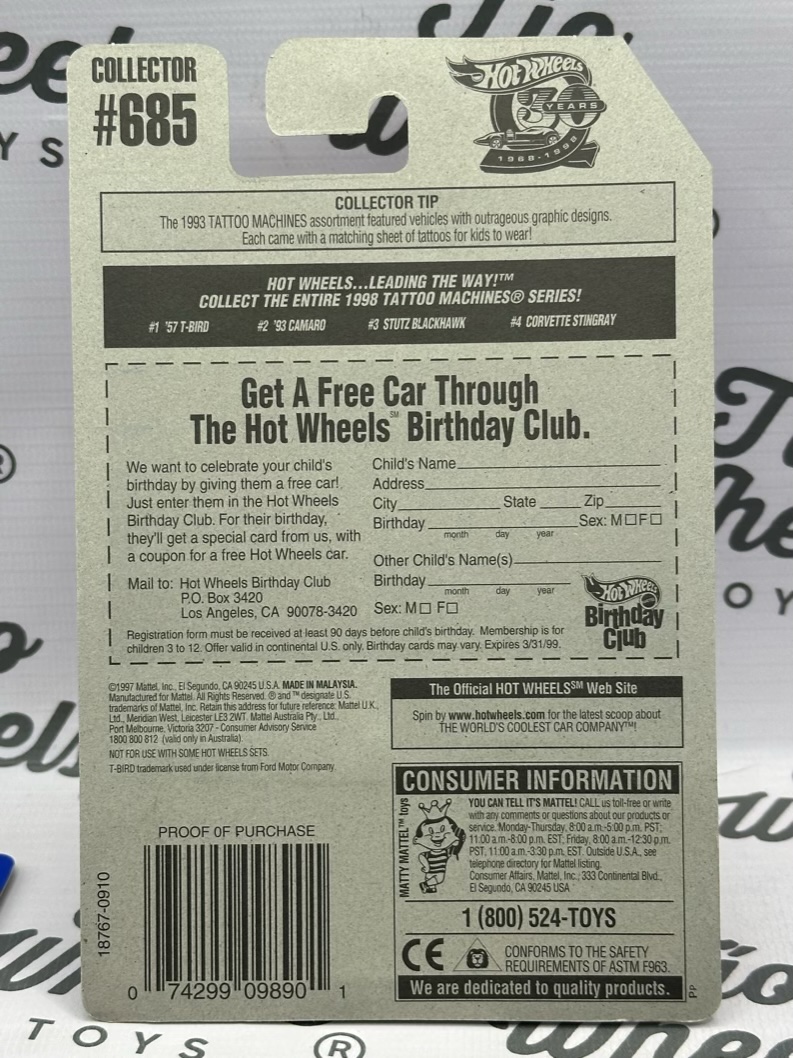 COLLECTOR
#685
HOT WHEELS
30
YEARS
1968-1998
COLLECTOR TIP
The 1993 TATTOO MACHINES assortment featured vehicles with outrageous graphic designs.
Each came with a matching sheet of tattoos for kids to wear!
HOT WHEELS...LEADING THE WAY!™
COLLECT THE ENTIRE 1998 TATTOO MACHINES® SERIES!
#1 '57 T-BIRD #2 '93 CAMARO #3 STUTZ BLACKHAWK #4 CORVETTE STINGRAY
Get A Free Car Through
The Hot Wheels℠ Birthday Club.
We want to celebrate your child's
birthday by giving them a free car!
Just enter them in the Hot Wheels
Birthday Club. For their birthday,
they'll get a special card from us, with
a coupon for a free Hot Wheels car.
Mail to: Hot Wheels Birthday Club
P.O. Box 3420
Los Angeles, CA 90078-3420
Child's Name
Address
City State Zip
Birthday Sex: M☐F☐
month day year
Other Child's Name(s)
Birthday
month day year
Sex: M☐ F☐
Hot Wheels
Birthday
Club
Registration form must be received at least 90 days before child's birthday. Membership is for
children 3 to 12. Offer valid in continental U.S. only. Birthday cards may vary. Expires 3/31/99.
©1997 Mattel, Inc., El Segundo, CA 90245 U.S.A. MADE IN MALAYSIA.
Manufactured for Mattel. All Rights Reserved. ® and ™ designate U.S.
trademarks of Mattel, Inc. Retain this address for future reference: Mattel U.K.,
Ltd., Meridian West, Leicester LE3 2WT. Mattel Australia Pty., Ltd.,
Port Melbourne, Victoria 3207 - Consumer Advisory Service
1800 800 812 (valid only in Australia).
NOT FOR USE WITH SOME HOT WHEELS SETS.
T-BIRD trademark used under license from Ford Motor Company.
The Official HOT WHEELS℠ Web Site
Spin by www.hotwheels.com for the latest scoop about
THE WORLD'S COOLEST CAR COMPANY™!
CONSUMER INFORMATION
MATTY MATTEL™ toys
YOU CAN TELL IT'S MATTEL! CALL us toll-free or write
with any comments or questions about our products or
service. Monday-Thursday, 8:00 a.m.-5:00 p.m. PST;
11:00 a.m.-8:00 p.m. EST; Friday, 8:00 a.m.-12:30 p.m.
PST, 11:00 a.m.-3:30 p.m. EST. Outside U.S.A., see
telephone directory for Mattel listing.
Consumer Affairs, Mattel, Inc., 333 Continental Blvd.,
El Segundo, CA 90245 USA
1 (800) 524-TOYS
CE
CONFORMS TO THE SAFETY
REQUIREMENTS OF ASTM F963.
We are dedicated to quality products.
Pp
PROOF OF PURCHASE
18767-0910
0 74299 09890 1
TOYS
®